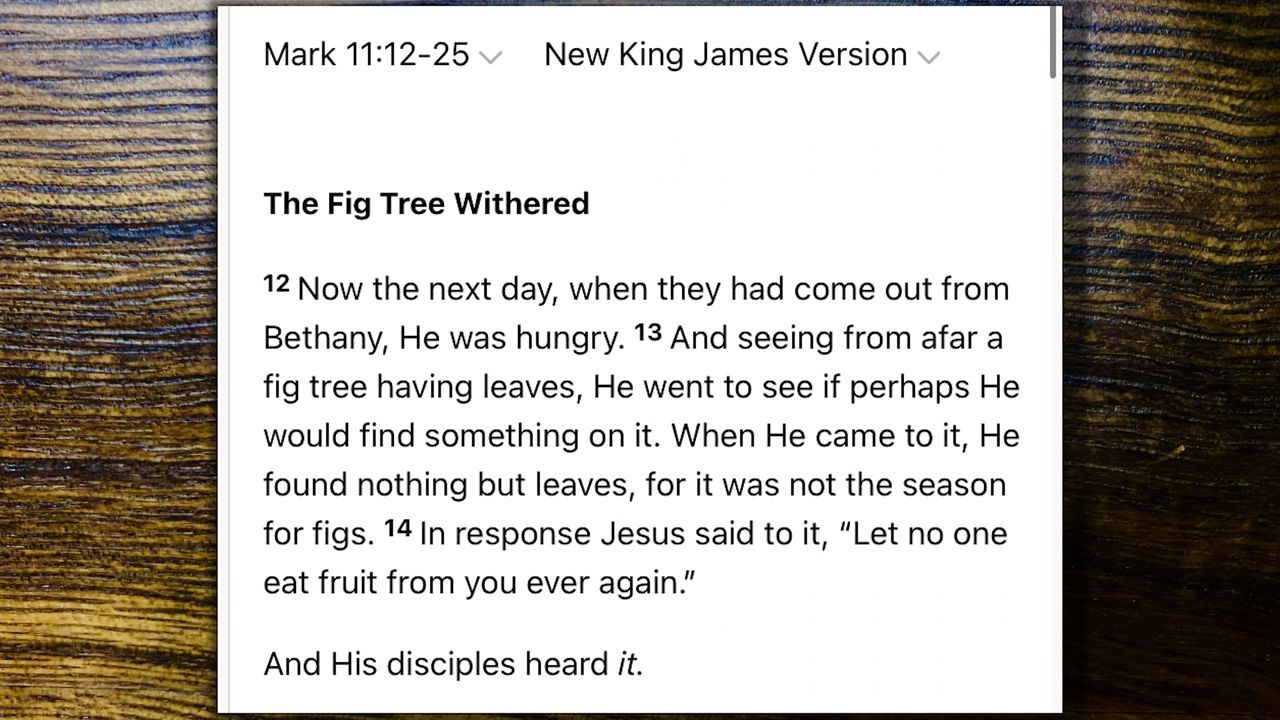 Mark 11:12-25 New King James Version
The Fig Tree Withered
12 Now the next day, when they had come out from
Bethany, He was hungry. 13 And seeing from afar a
fig tree having leaves, He went to see if perhaps He
would find something on it. When He came to it, He
found nothing but leaves, for it was not the season
for figs. 14 In response Jesus said to it, “Let no one
eat fruit from you ever again.”
And His disciples heard it.